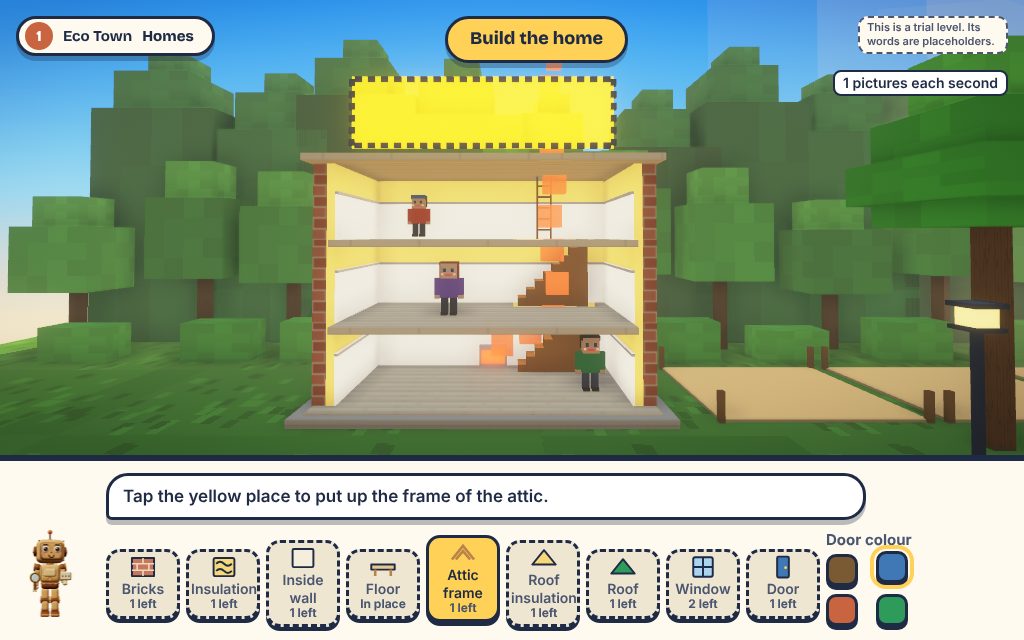 1 Eco Town Homes
Build the home
This is a trial level. Its
words are placeholders.
1 pictures each second
Tap the yellow place to put up the frame of the attic.
Bricks
1 left
Insulation
1 left
Inside
wall
1 left
Floor
In place
Attic
frame
1 left
Roof
insulation
1 left
Roof
1 left
Window
2 left
Door
1 left
Door colour